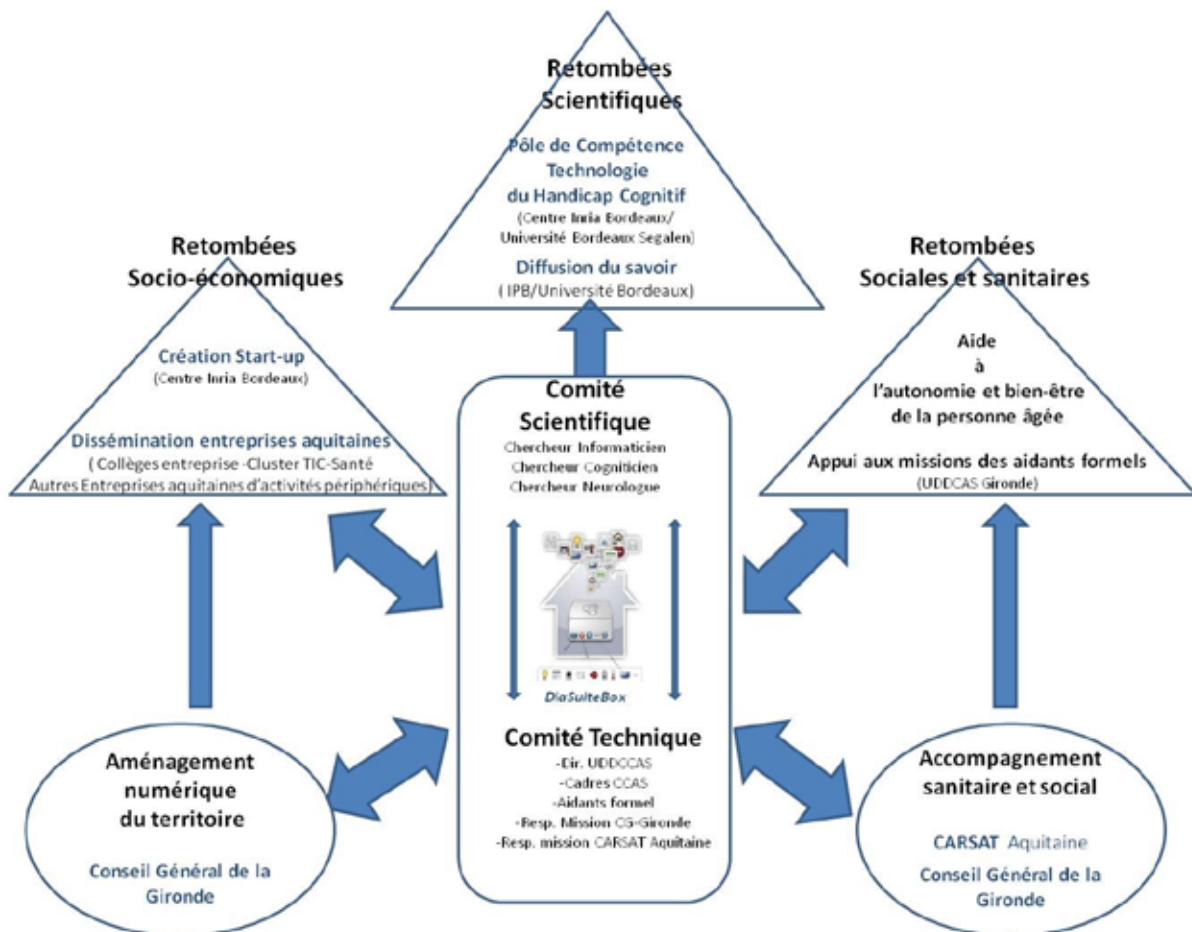 Retombées
Scientifiques
Pôle de Compétence
Technologie
du Handicap Cognitif
(Centre Inria Bordeaux/
Université Bordeaux Segalen)
Diffusion du savoir
( IPB/Université Bordeaux)
Retombées
Socio-économiques
Création Start-up
(Centre Inria Bordeaux)
Dissémination entreprises aquitaines
( Collèges entreprise -Cluster TIC-Santé
Autres Entreprises aquitaines d'activités périphériques)
Retombées
Sociales et sanitaires
Aide
à
l'autonomie et bien-être
de la personne âgée
Appui aux missions des aidants formels
(UDDCAS Gironde)
Comité
Scientifique
Chercheur Informaticien
Chercheur Cogniticien
Chercheur Neurologue
DiaSuiteBox
Comité Technique
-Dir. UDDCCAS
-Cadres CCAS
-Aidants formel
-Resp. Mission CG-Gironde
-Resp. mission CARSAT Aquitaine
Aménagement
numérique
du territoire
Conseil Général de la
Gironde
Accompagnement
sanitaire et social
CARSAT Aquitaine
Conseil Général de la
Gironde